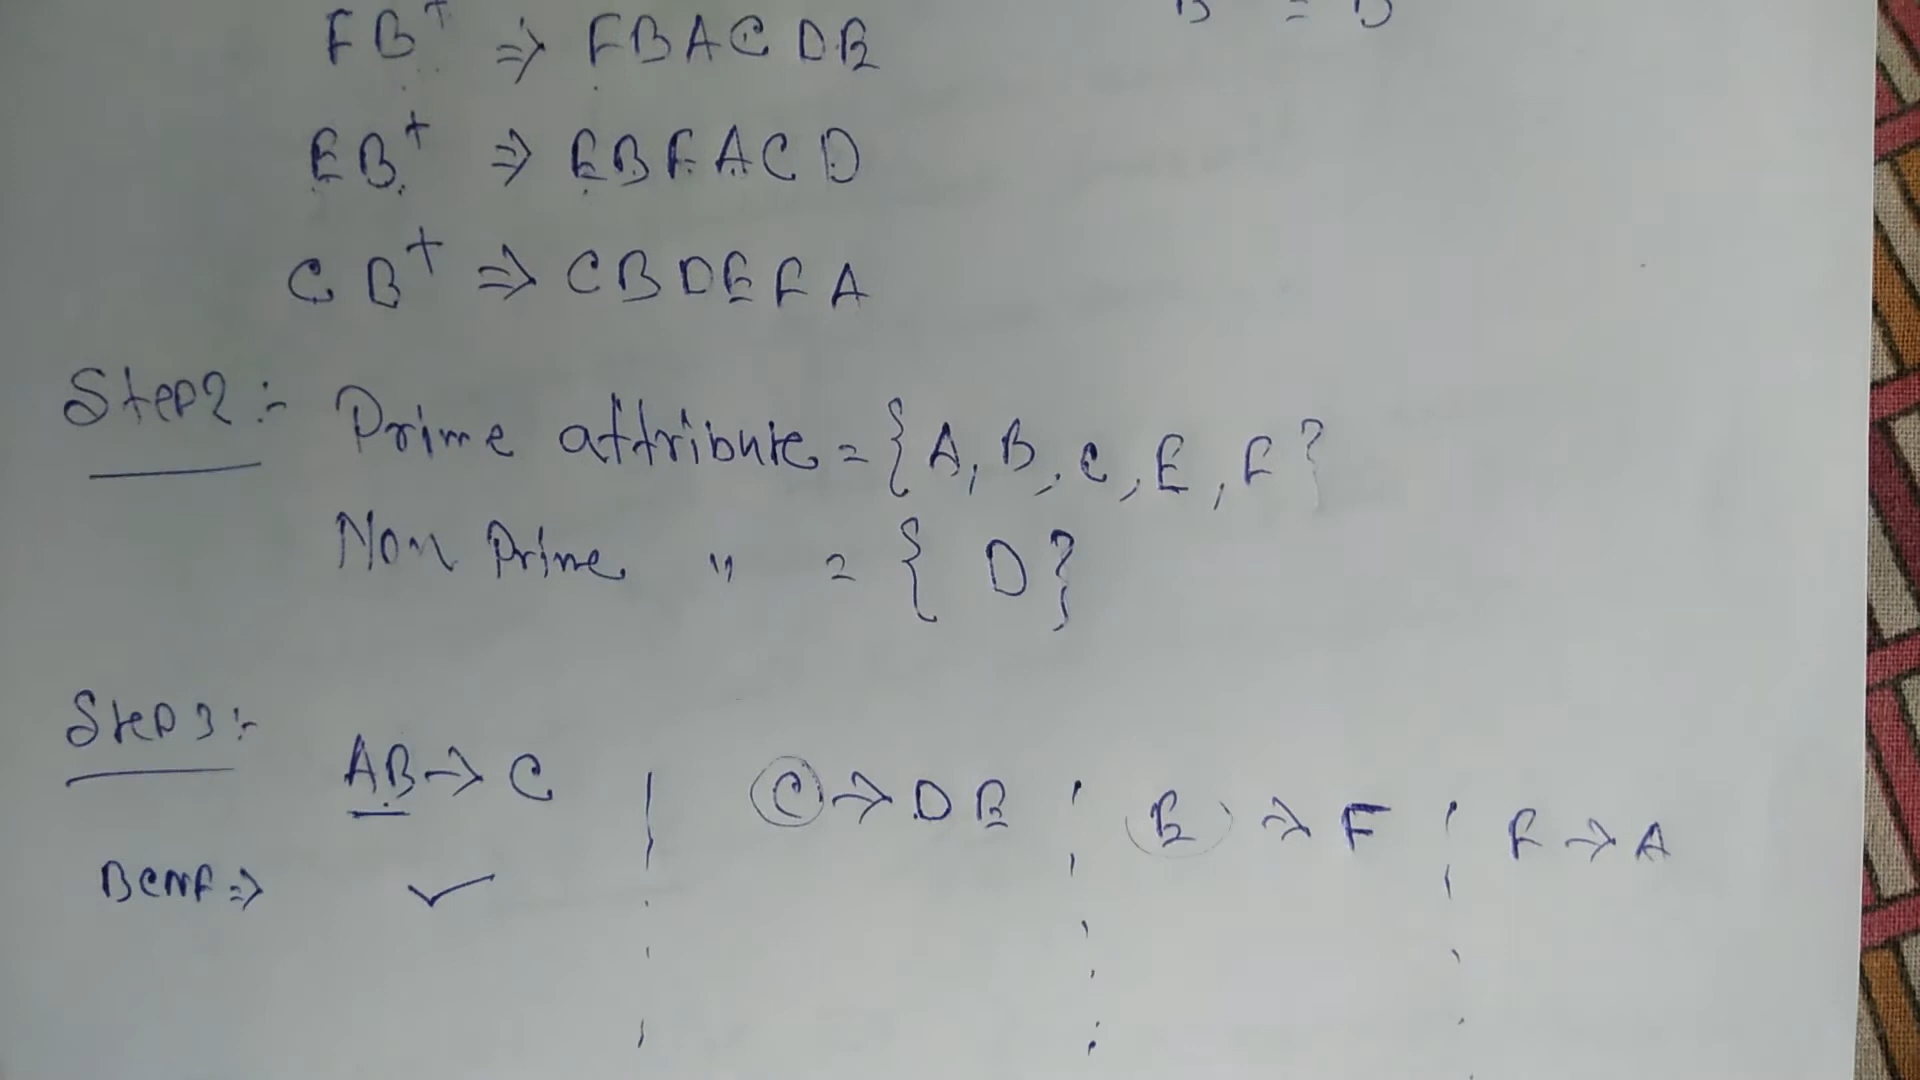 FB⁺ ⇒ FBACDE
B = B
EB⁺ ⇒ EBFACD
CB⁺ ⇒ CBDEFA
Step2:- Prime attribute = {A, B, C, E, F}
Non Prime " = {D}
Step3:-
AB → C | C → DE | E → F | F → A
BCNF ⇒ ✓